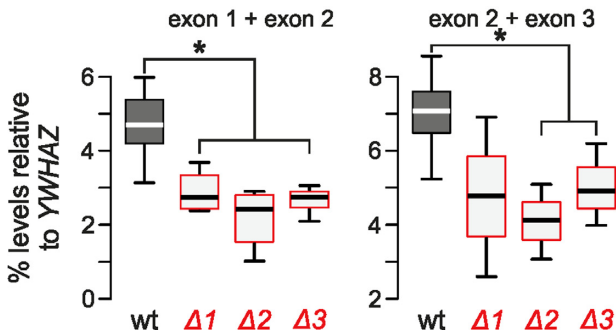 exon 1 + exon 2
exon 2 + exon 3
% levels relative
to YWHAZ
6
4
2
0
*
wt
Δ1
Δ2
Δ3
8
6
4
2
*
wt
Δ1
Δ2
Δ3